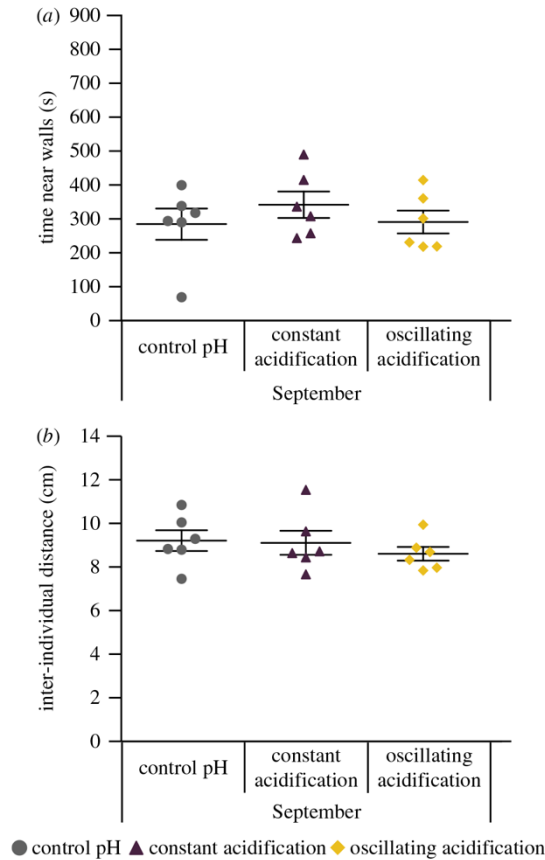 (a)
900
800
700
600
500
400
300
200
100
0
time near walls (s)
control pH
constant
acidification
oscillating
acidification
September
(b)
14
12
10
8
6
4
2
0
inter-individual distance (cm)
control pH
constant
acidification
oscillating
acidification
September
control pH constant acidification oscillating acidification